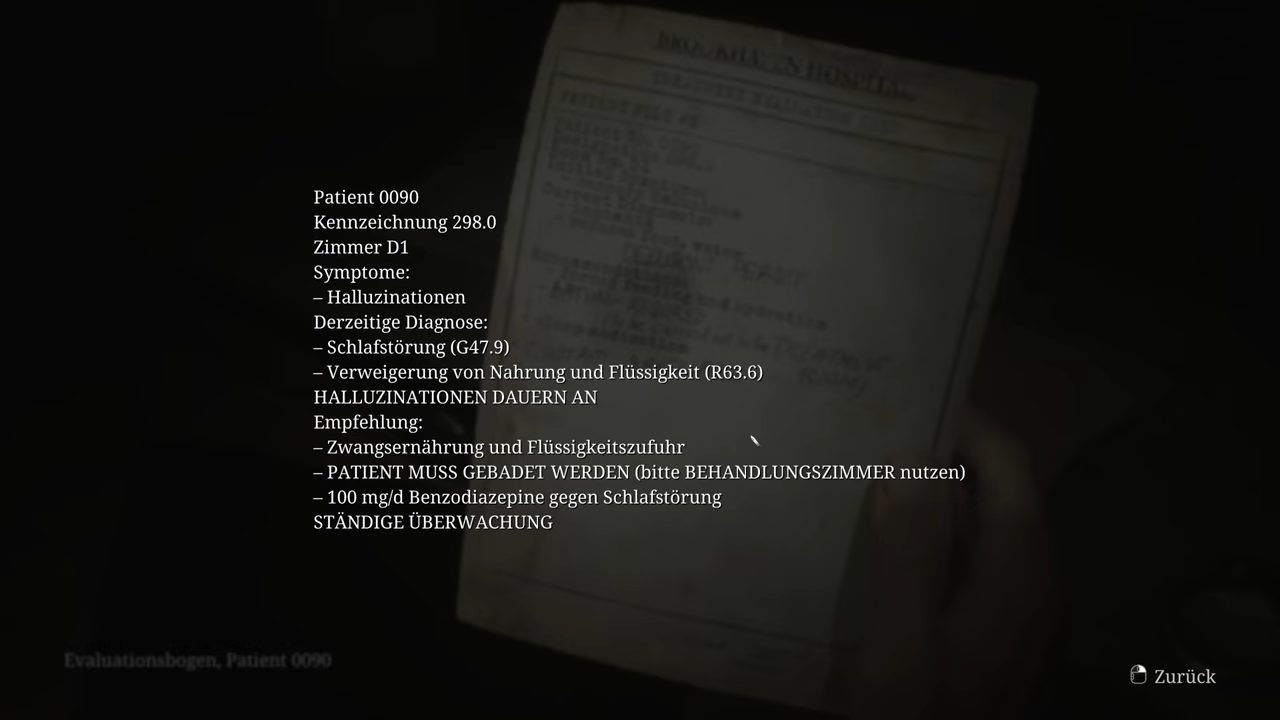 BROOKHAVEN HOSPITAL
Patient 0090
Kennzeichnung 298.0
Zimmer D1
Symptome:
– Halluzinationen
Derzeitige Diagnose:
– Schlafstörung (G47.9)
– Verweigerung von Nahrung und Flüssigkeit (R63.6)
HALLUZINATIONEN DAUERN AN
Empfehlung:
– Zwangsernährung und Flüssigkeitszufuhr
– PATIENT MUSS GEBADET WERDEN (bitte BEHANDLUNGSZIMMER nutzen)
– 100 mg/d Benzodiazepine gegen Schlafstörung
STÄNDIGE ÜBERWACHUNG
Evaluationsbogen, Patient 0090
Zurück